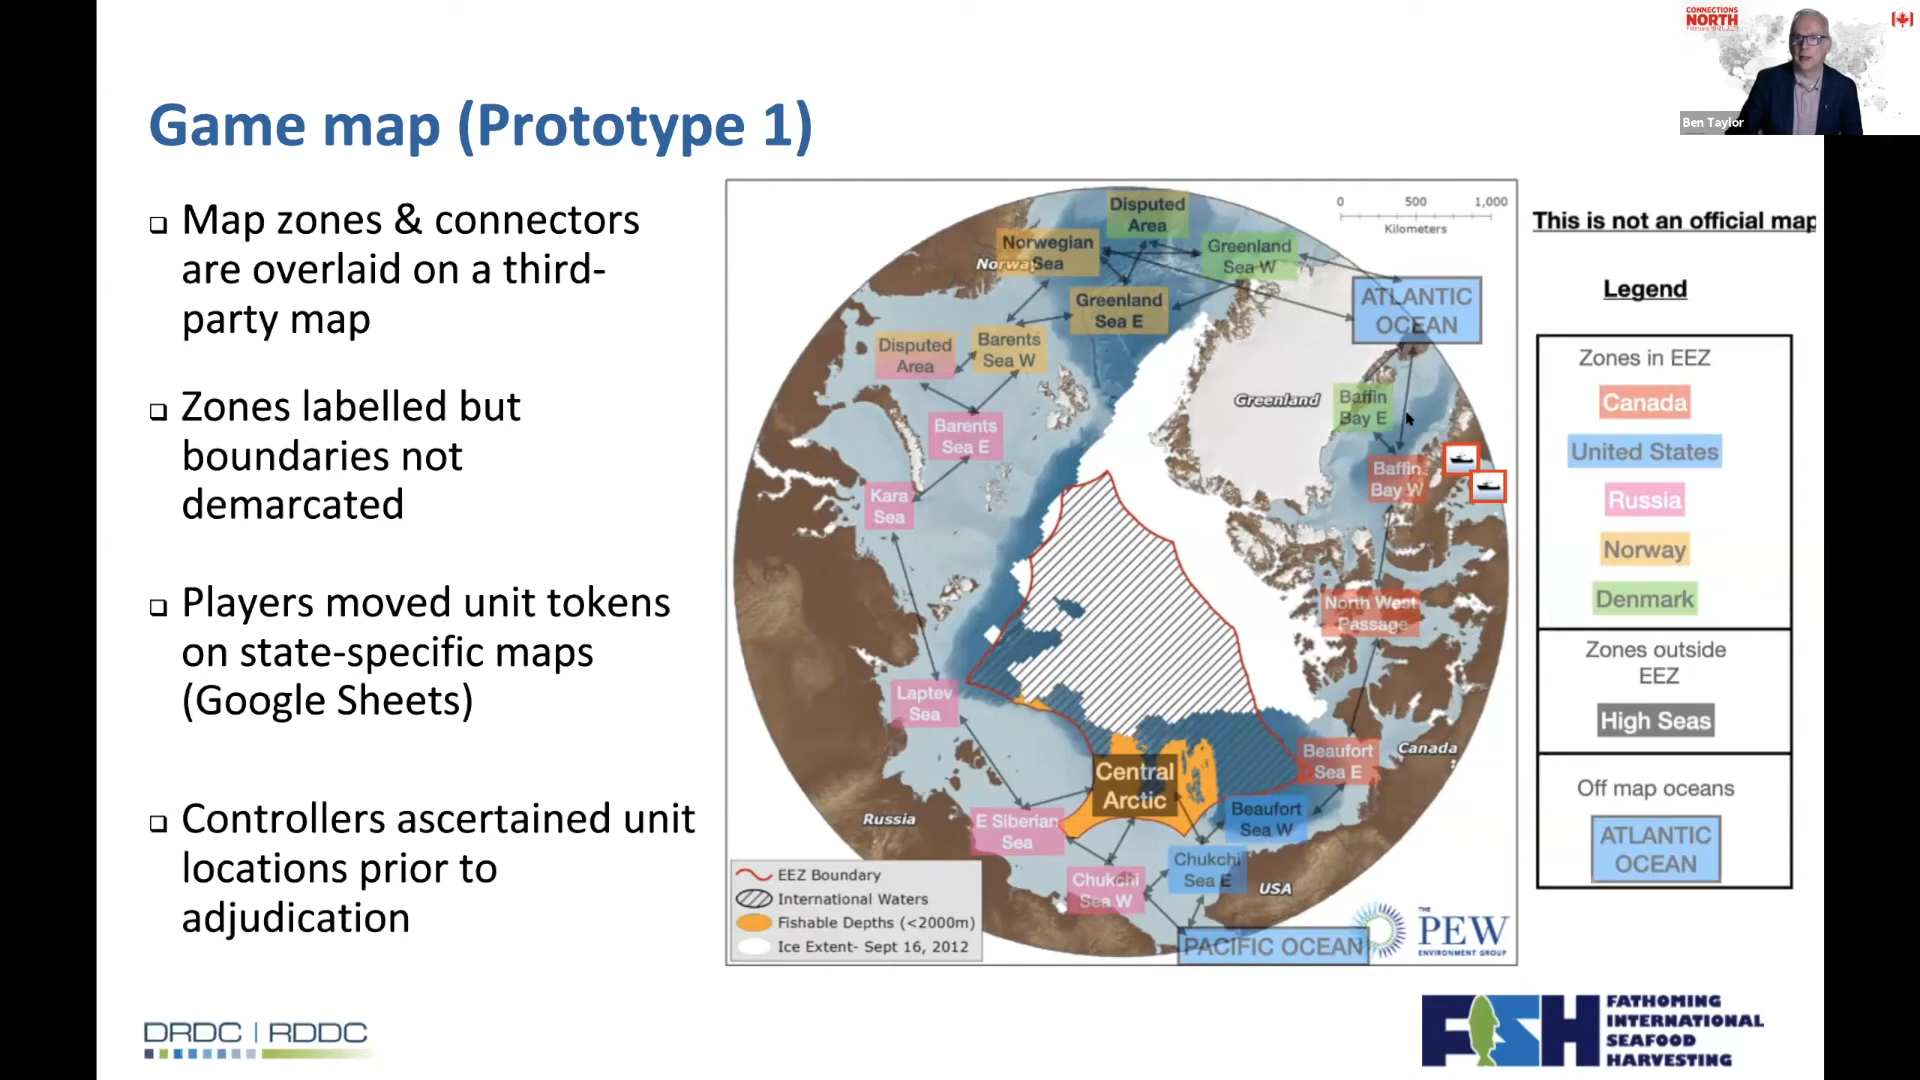 CONNECTIONS
NORTH
Ben Taylor
Game map (Prototype 1)
Map zones & connectors
are overlaid on a third-
party map
Zones labelled but
boundaries not
demarcated
Players moved unit tokens
on state-specific maps
(Google Sheets)
Controllers ascertained unit
locations prior to
adjudication
0 500 1,000
Kilometers
Disputed
Area
Norwegian
Sea
Norway
Greenland
Sea W
Greenland
Sea E
ATLANTIC
OCEAN
Disputed
Area
Barents
Sea W
Barents
Sea E
Greenland
Baffin
Bay E
Baffin
Bay W
Kara
Sea
North West
Passage
Laptev
Sea
Central
Arctic
Beaufort
Sea E
Canada
Beaufort
Sea W
Russia
E Siberian
Sea
Chukchi
Sea E
Chukchi
Sea W
USA
PACIFIC OCEAN
EEZ Boundary
International Waters
Fishable Depths (<2000m)
Ice Extent- Sept 16, 2012
THE
PEW
ENVIRONMENT GROUP
This is not an official map
Legend
Zones in EEZ
Canada
United States
Russia
Norway
Denmark
Zones outside
EEZ
High Seas
Off map oceans
ATLANTIC
OCEAN
DRDC | RDDC
FISH
FATHOMING
INTERNATIONAL
SEAFOOD
HARVESTING